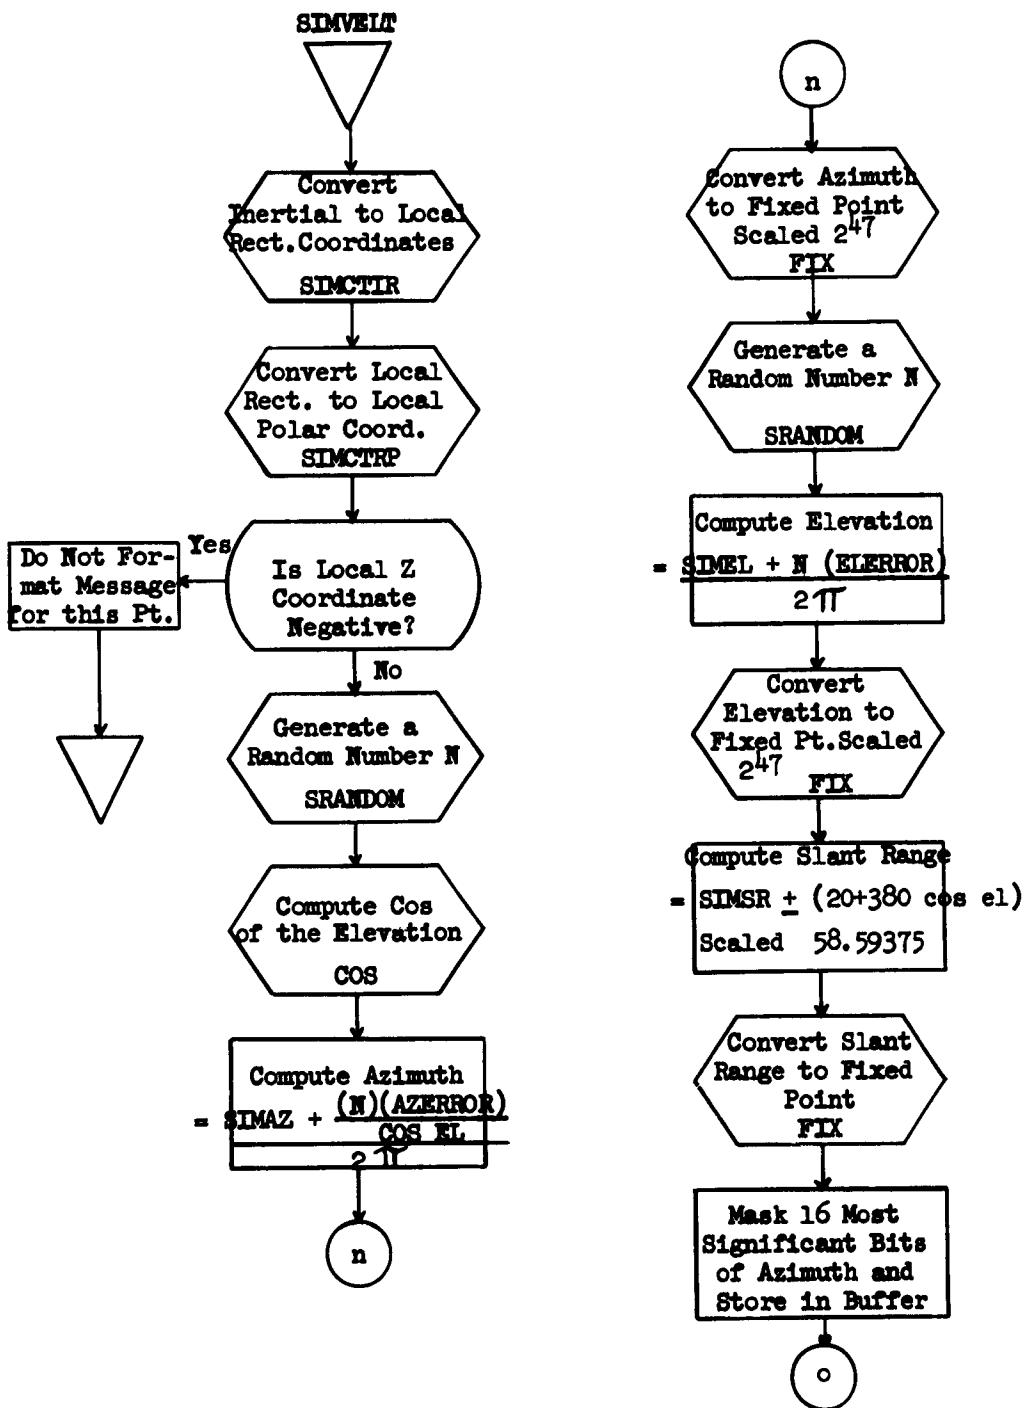 SIMVELT
Convert
Inertial to Local
Rect.Coordinates
SIMCTIR
Convert Local
Rect. to Local
Polar Coord.
SIMCTRP
Is Local Z
Coordinate
Negative?
Yes
Do Not For-
mat Message
for this Pt.
No
Generate a
Random Number N
SRANDOM
Compute Cos
of the Elevation
COS
Compute Azimuth
= SIMAZ + (N)(AZERROR)
COS EL
2 π
n
n
Convert Azimuth
to Fixed Point
Scaled 2^47
FIX
Generate a
Random Number N
SRANDOM
Compute Elevation
= SIMEL + N (ELERROR)
2 π
Convert
Elevation to
Fixed Pt.Scaled
2^47 FIX
Compute Slant Range
= SIMSR ± (20+380 cos el)
Scaled 58.59375
Convert Slant
Range to Fixed
Point
FIX
Mask 16 Most
Significant Bits
of Azimuth and
Store in Buffer
o